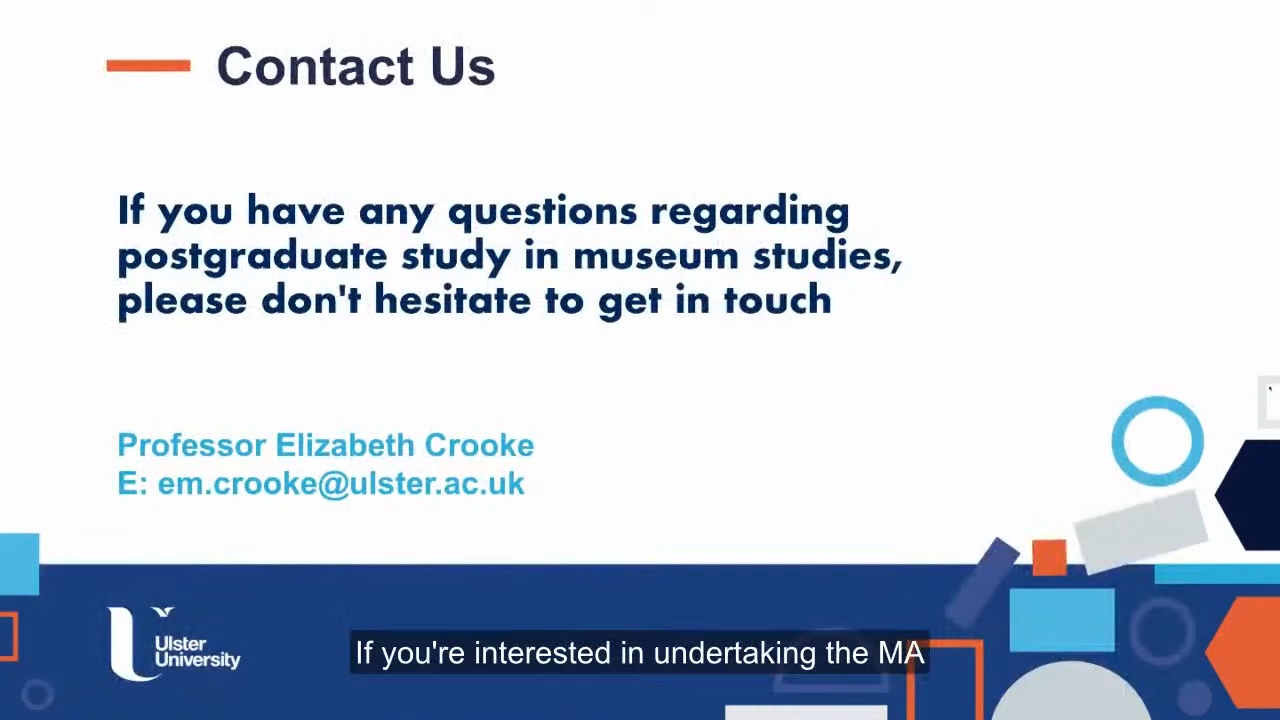 Contact Us
If you have any questions regarding
postgraduate study in museum studies,
please don't hesitate to get in touch
Professor Elizabeth Crooke
E: em.crooke@ulster.ac.uk
Ulster
University
If you're interested in undertaking the MA